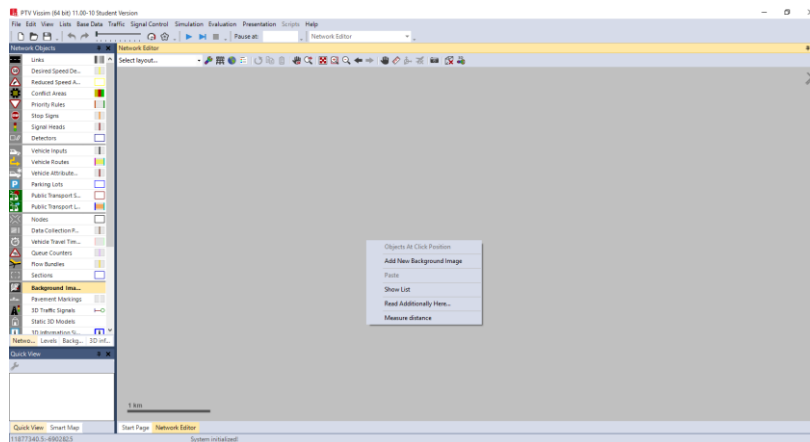 PTV Vissim (64 bit) 11.00-10 Student Version
File Edit View Lists Base Data Traffic Signal Control Simulation Evaluation Presentation Scripts Help
Pause at: Network Editor
Network Objects
Network Editor
Select layout...
Links
Desired Speed De...
Reduced Speed A...
Conflict Areas
Priority Rules
Stop Signs
Signal Heads
Detectors
Vehicle Inputs
Vehicle Routes
Vehicle Attribute...
Parking Lots
Public Transport S...
Public Transport L...
Nodes
Data Collection P...
Vehicle Travel Tim...
Queue Counters
Flow Bundles
Sections
Background Ima...
Pavement Markings
3D Traffic Signals
Static 3D Models
3D Information Si...
Objects At Click Position
Add New Background Image
Paste
Show List
Read Additionally Here...
Measure distance
Netwo... Levels Backg... 3D inf...
Quick View
1 km
Quick View Smart Map
Start Page Network Editor
System initialized